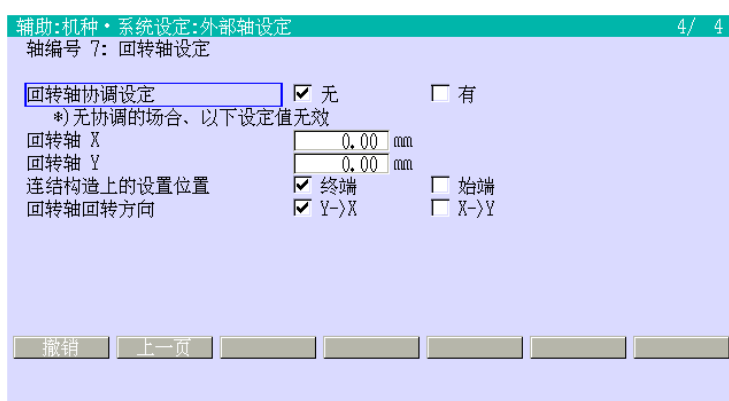 辅助:机种·系统设定:外部轴设定 4/ 4
轴编号 7: 回转轴设定
回转轴协调设定 无 有
*)无协调的场合、以下设定值无效
回转轴 X 0.00 mm
回转轴 Y 0.00 mm
连结构造上的设置位置 终端 始端
回转轴回转方向 Y->X X->Y
撤销 上一页